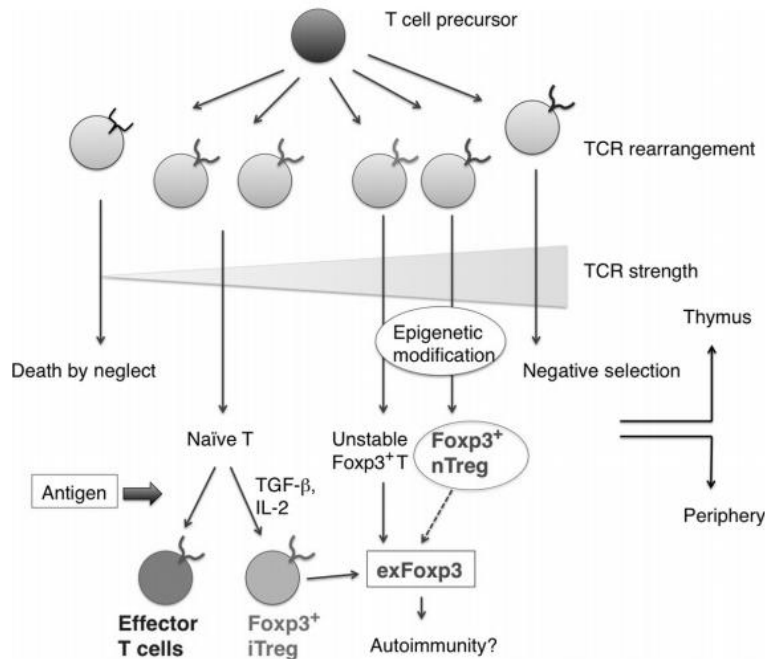 T cell precursor
TCR rearrangement
TCR strength
Thymus
Epigenetic
modification
Death by neglect
Negative selection
Naïve T
Unstable
Foxp3⁺ T
Foxp3⁺
nTreg
Antigen
TGF-β,
IL-2
Periphery
exFoxp3
Effector
T cells
Foxp3⁺
iTreg
Autoimmunity?